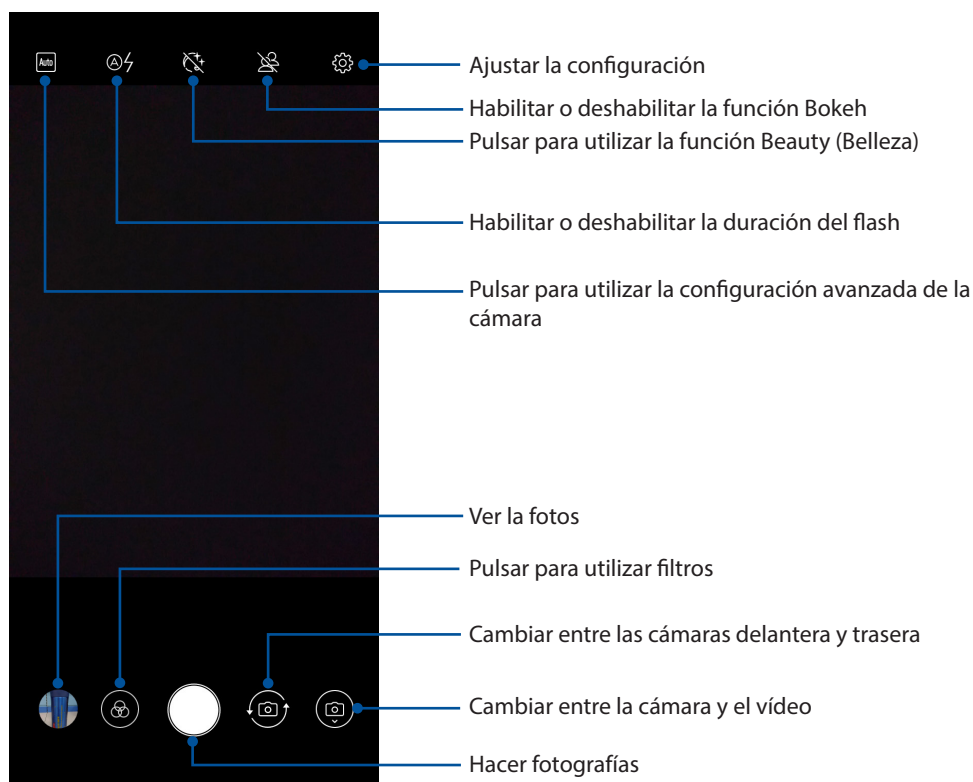 Auto
A
Ajustar la configuración
Habilitar o deshabilitar la función Bokeh
Pulsar para utilizar la función Beauty (Belleza)
Habilitar o deshabilitar la duración del flash
Pulsar para utilizar la configuración avanzada de la
cámara
Ver la fotos
Pulsar para utilizar filtros
Cambiar entre las cámaras delantera y trasera
Cambiar entre la cámara y el vídeo
Hacer fotografías